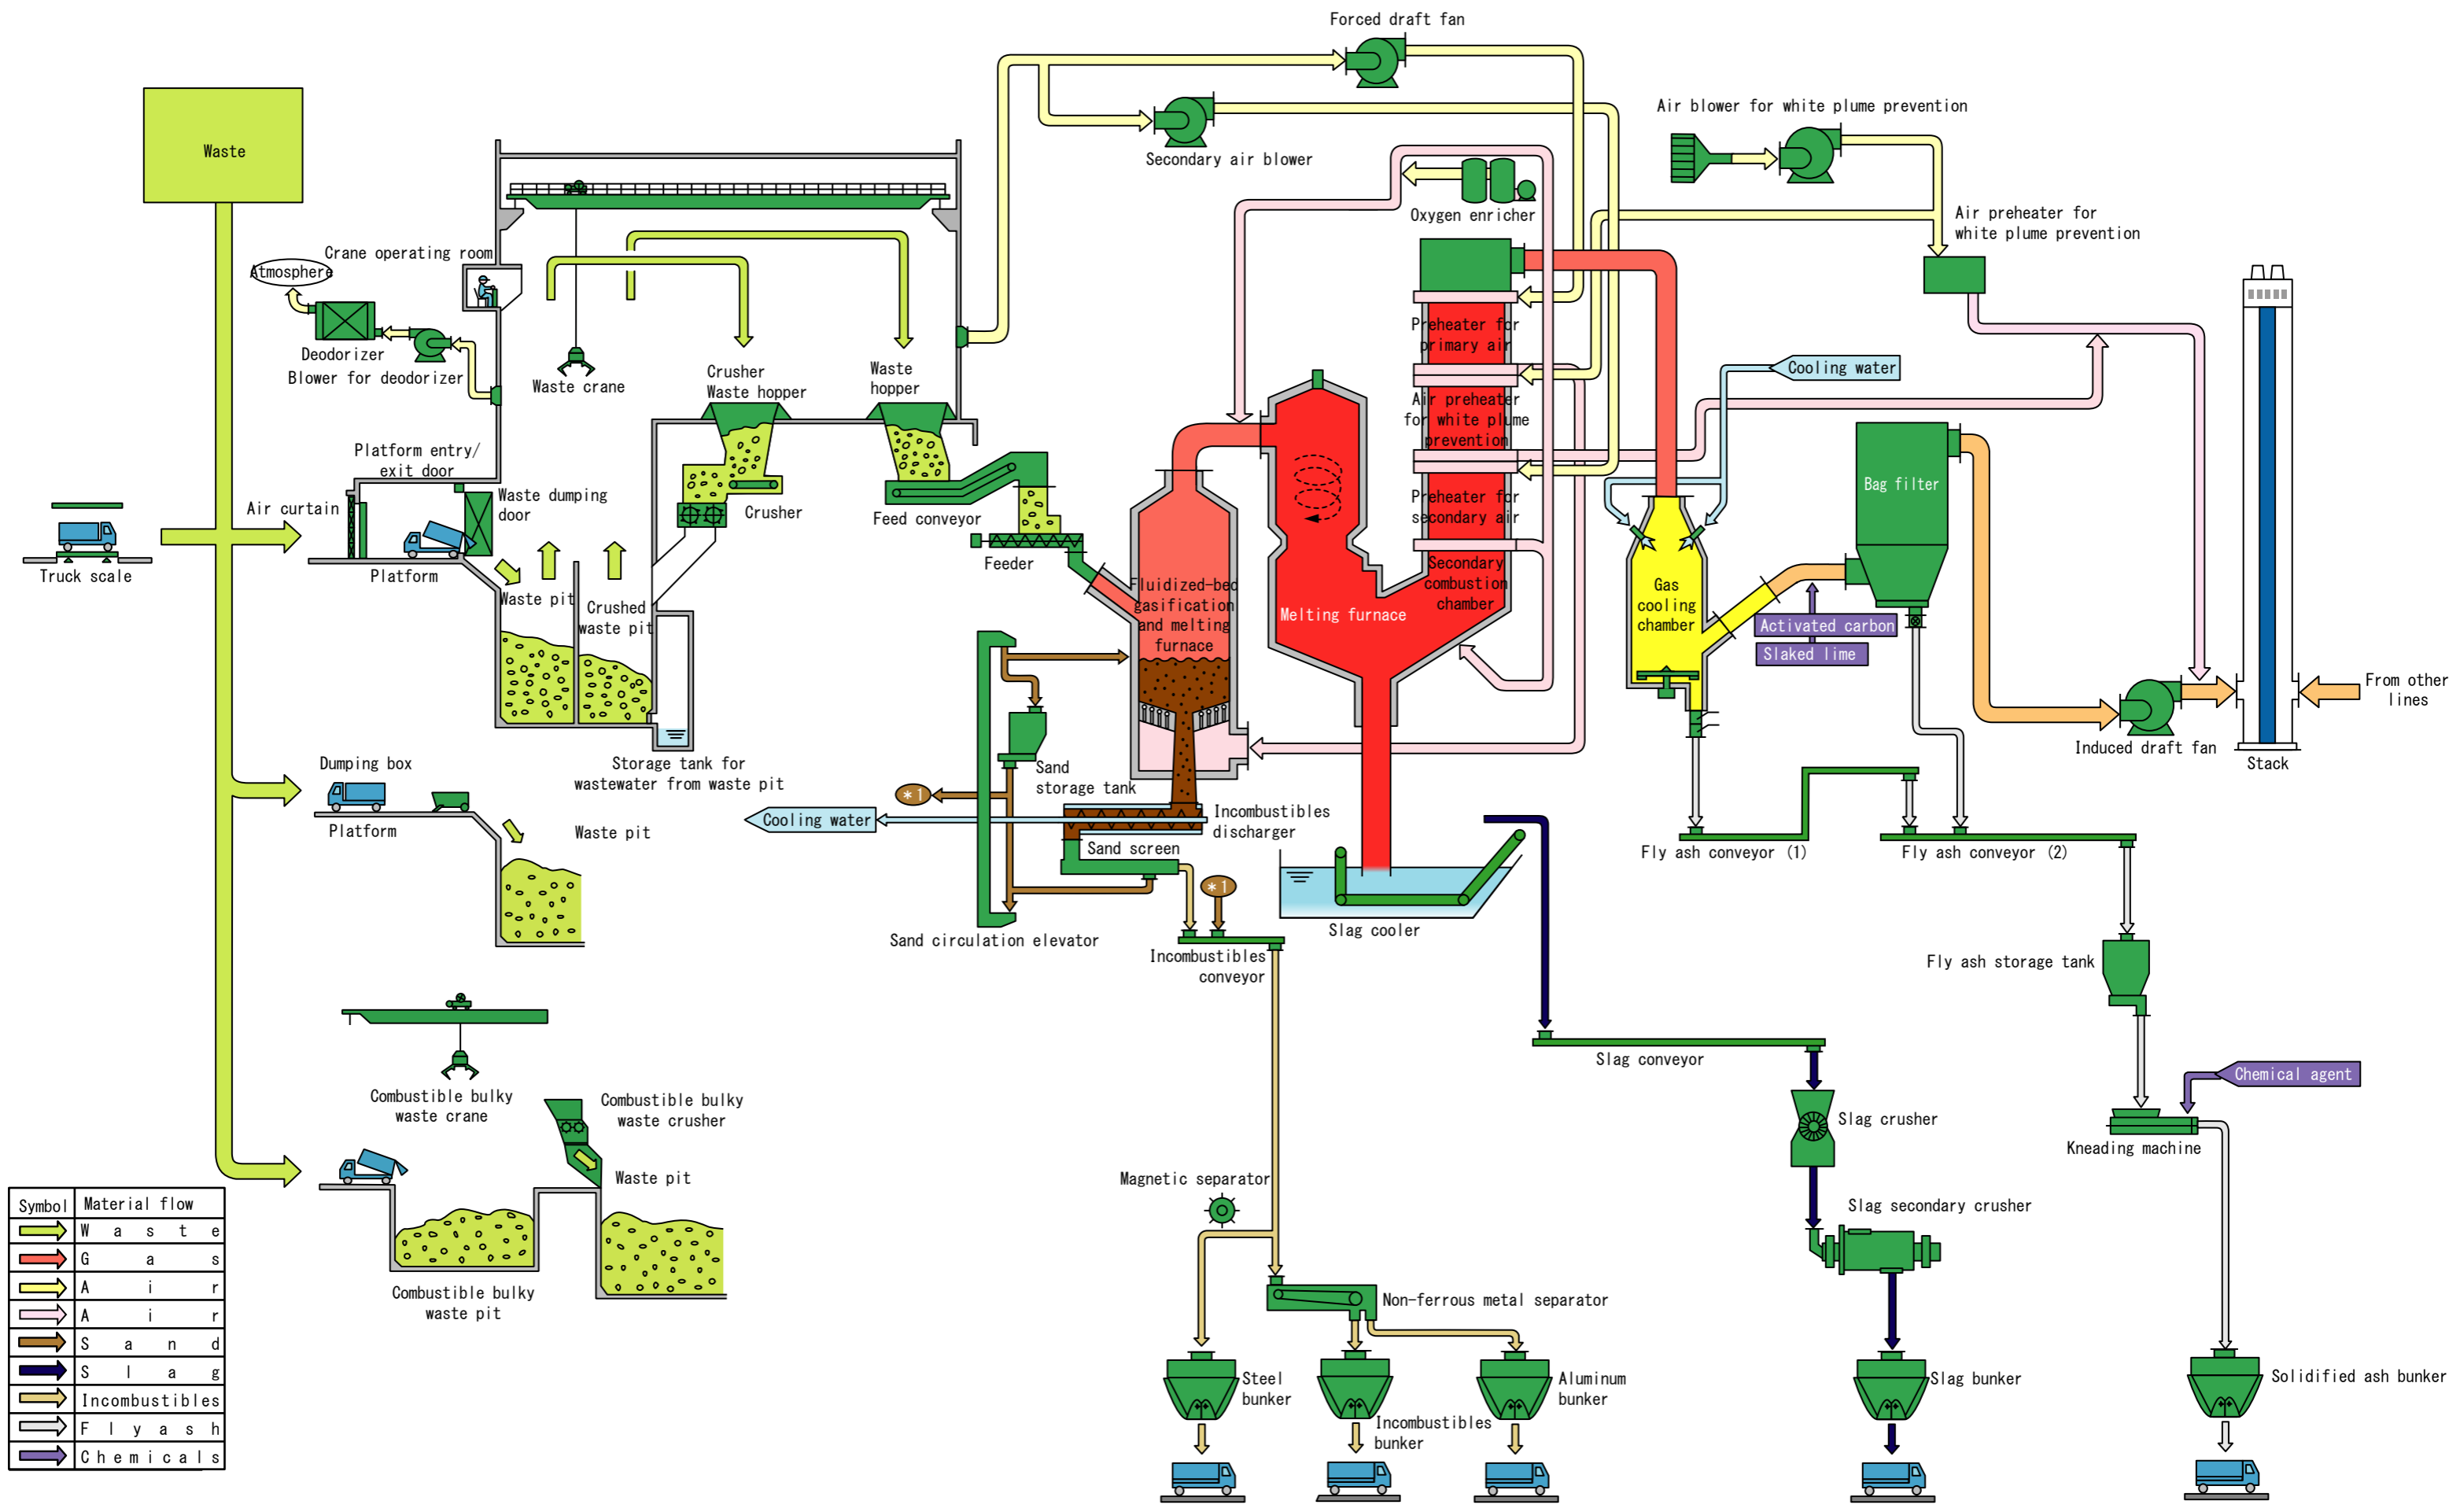 Forced draft fan
Waste
Secondary air blower
Air blower for white plume prevention
Oxygen enricher
Air preheater for
white plume prevention
Crane operating room
Atmosphere
Deodorizer
Blower for deodorizer
Waste crane
Crusher
Waste hopper
Waste
hopper
Preheater for
primary air
Air preheater
for white plume
prevention
Preheater for
secondary air
Secondary
combustion
chamber
Cooling water
Platform entry/
exit door
Air curtain
Waste dumping
door
Truck scale
Platform
Waste pit
Crushed
waste pit
Crusher
Feed conveyor
Feeder
Fluidized-bed
gasification
and melting
furnace
Melting furnace
Gas
cooling
chamber
Bag filter
Activated carbon
Slaked lime
From other
lines
Induced draft fan
Stack
Storage tank for
wastewater from waste pit
Sand
storage tank
*1
Cooling water
Incombustibles
discharger
Sand screen
*1
Sand circulation elevator
Incombustibles
conveyor
Slag cooler
Fly ash conveyor (1)
Fly ash conveyor (2)
Dumping box
Platform
Waste pit
Fly ash storage tank
Slag conveyor
Chemical agent
Slag crusher
Kneading machine
Combustible bulky
waste crane
Combustible bulky
waste crusher
Waste pit
Combustible bulky
waste pit
Magnetic separator
Slag secondary crusher
Non-ferrous metal separator
Steel
bunker
Incombustibles
bunker
Aluminum
bunker
Slag bunker
Solidified ash bunker
Symbol Material flow
Waste
Gas
Air
Air
Sand
Slag
Incombustibles
Flyash
Chemicals